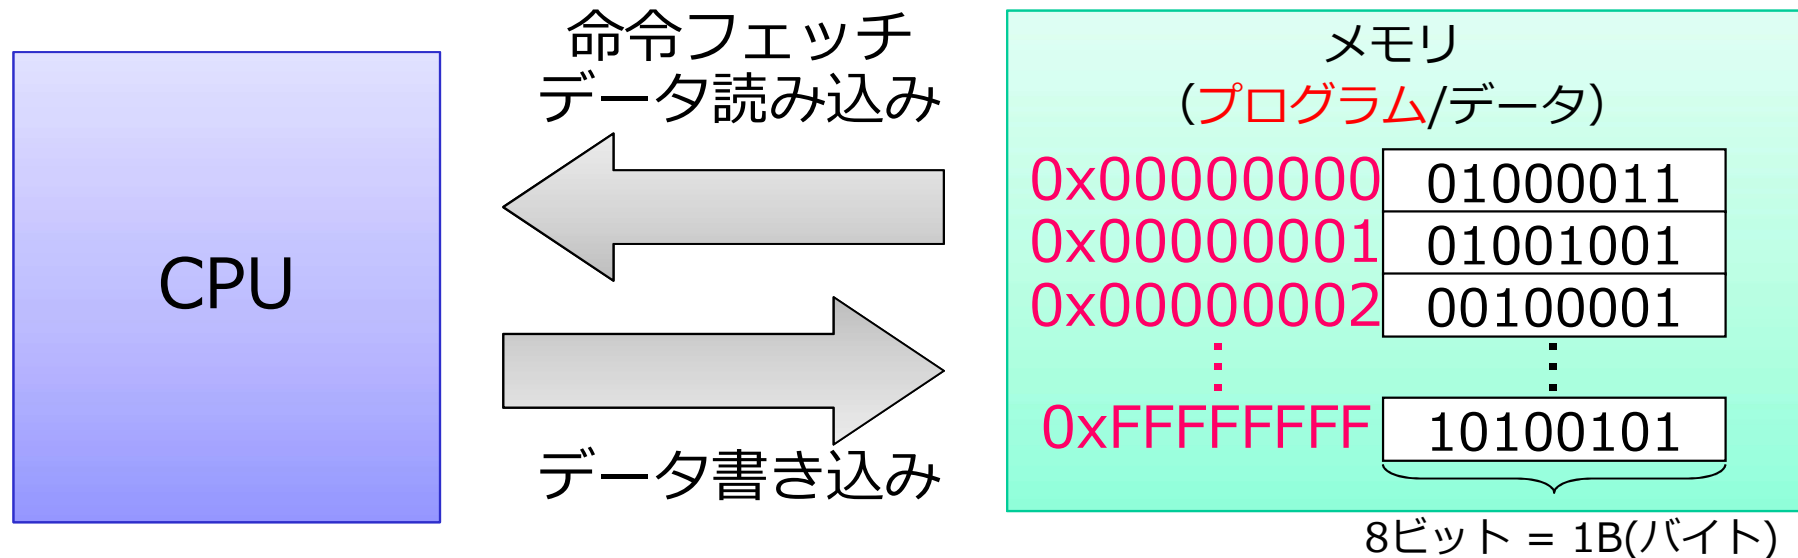 命令フェッチ
データ読み込み
CPU
データ書き込み
メモリ
(プログラム/データ)
0x00000000 01000011
0x00000001 01001001
0x00000002 00100001
0xFFFFFFFF 10100101
8ビット = 1B(バイト)